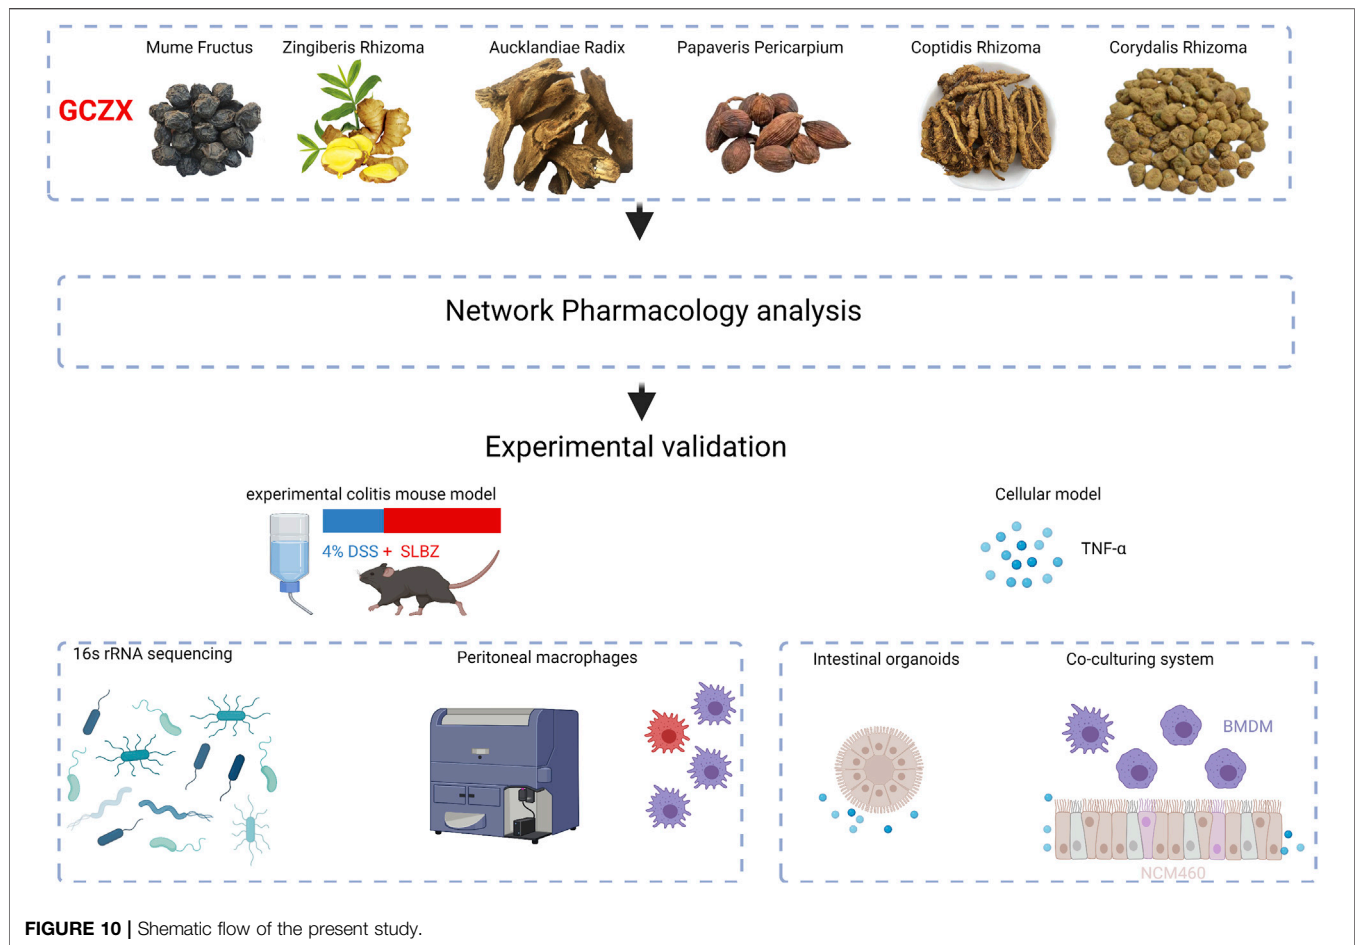 Mume Fructus
Zingiberis Rhizoma
Aucklandiae Radix
Papaveris Pericarpium
Coptidis Rhizoma
Corydalis Rhizoma
GCZX
Network Pharmacology analysis
Experimental validation
experimental colitis mouse model
4% DSS + SLBZ
Cellular model
TNF-α
16s rRNA sequencing
Peritoneal macrophages
Intestinal organoids
Co-culturing system
BMDM
NCM460
FIGURE 10 | Shematic flow of the present study.